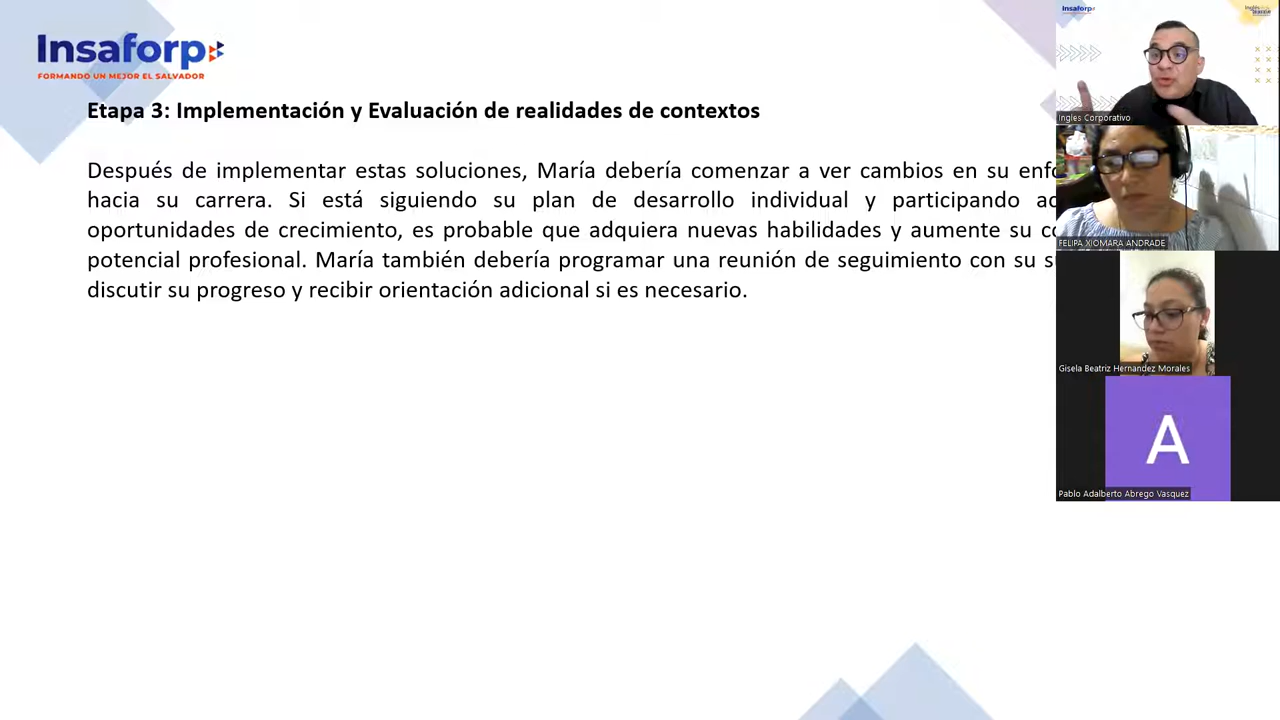 Insaforp
FORMANDO UN MEJOR EL SALVADOR
Etapa 3: Implementación y Evaluación de realidades de contextos
Después de implementar estas soluciones, María debería comenzar a ver cambios en su
hacia su carrera. Si está siguiendo su plan de desarrollo individual y participando
oportunidades de crecimiento, es probable que adquiera nuevas habilidades y aumente su
potencial profesional. María también debería programar una reunión de seguimiento con su
discutir su progreso y recibir orientación adicional si es necesario.
Insaforp
Ingles Corporativo
FELIPA XIOMARA ANDRADE
Gisela Beatriz Hernandez Morales
A
Pablo Adalberto Abrego Vasquez